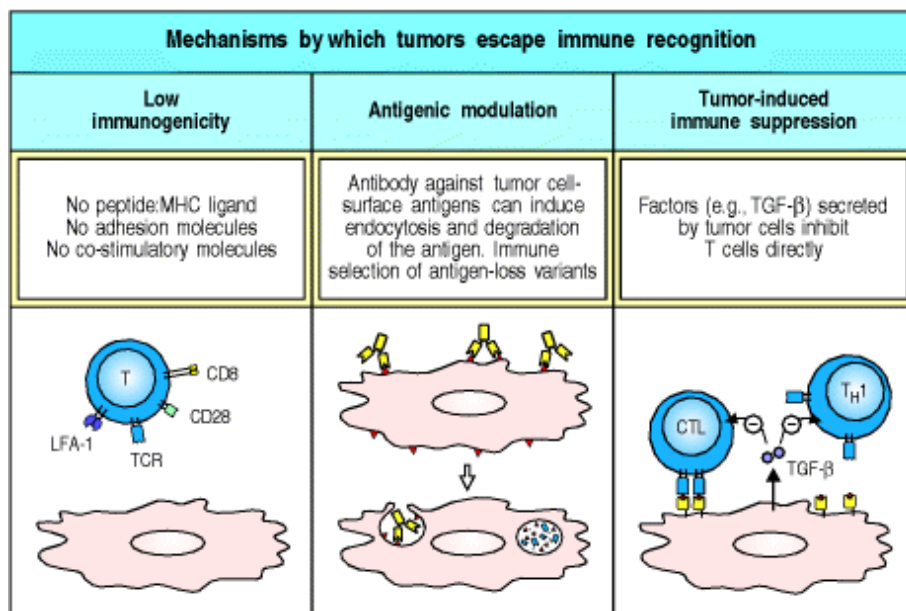 Mechanisms by which tumors escape immune recognition
Low
immunogenicity
Antigenic modulation
Tumor-induced
immune suppression
No peptide:MHC ligand
No adhesion molecules
No co-stimulatory molecules
Antibody against tumor cell-
surface antigens can induce
endocytosis and degradation
of the antigen. Immune
selection of antigen-loss variants
Factors (e.g., TGF-β) secreted
by tumor cells inhibit
T cells directly
T
CD8
CD28
LFA-1
TCR
CTL
TH1
TGF-β